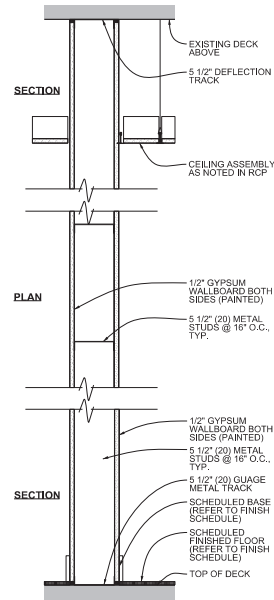 EXISTING DECK
ABOVE
5 1/2" DEFLECTION
TRACK
SECTION
CEILING ASSEMBLY
AS NOTED IN RCP
PLAN
1/2" GYPSUM
WALLBOARD BOTH
SIDES (PAINTED)
5 1/2" (20) METAL
STUDS @ 16" O.C.,
TYP.
1/2" GYPSUM
WALLBOARD BOTH
SIDES (PAINTED)
5 1/2" (20) METAL
STUDS @ 16" O.C.,
TYP.
5 1/2" (20) GUAGE
METAL TRACK
SECTION
SCHEDULED BASE
(REFER TO FINISH
SCHEDULE)
SCHEDULED
FINISHED FLOOR
(REFER TO FINISH
SCHEDULE)
TOP OF DECK